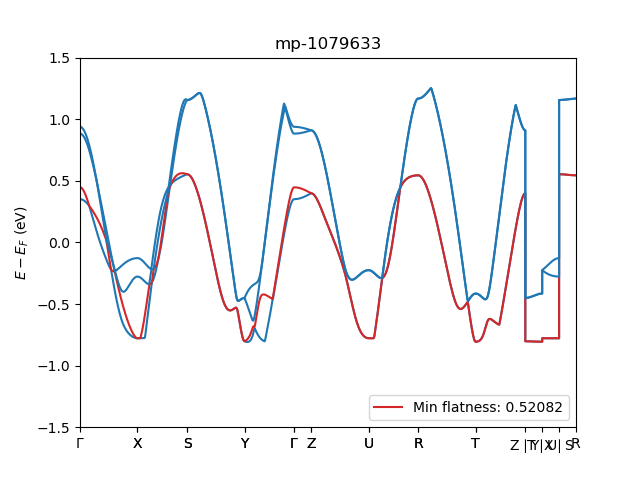 mp-1079633
E − E_F (eV)
1.5
1.0
0.5
0.0
−0.5
−1.0
−1.5
Min flatness: 0.52082
Γ X S Y Γ Z U R T Z|T Y|X U|S R